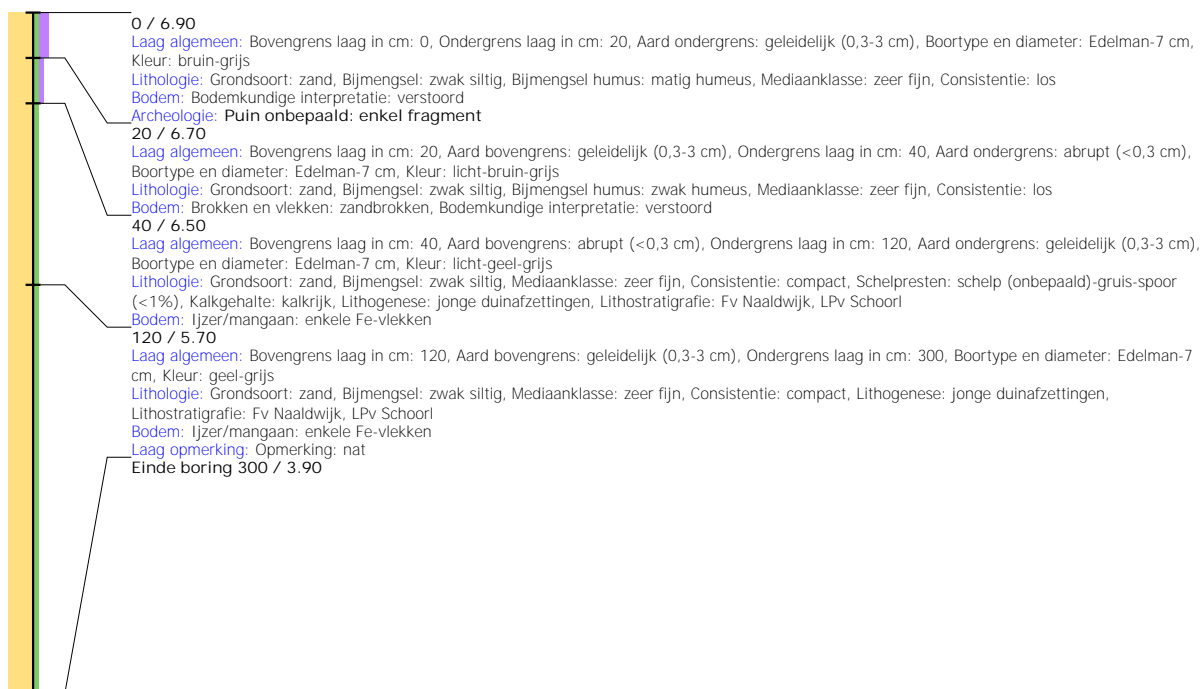 0 / 6.90
Laag algemeen: Bovengrens laag in cm: 0, Ondergrens laag in cm: 20, Aard ondergrens: geleidelijk (0,3-3 cm), Boortype en diameter: Edelman-7 cm,
Kleur: bruin-grijs
Lithologie: Grondsoort: zand, Bijmengsel: zwak siltig, Bijmengsel humus: matig humeus, Mediaanklasse: zeer fijn, Consistentie: los
Bodem: Bodemkundige interpretatie: verstoord
Archeologie: Puin onbepaald: enkel fragment
20 / 6.70
Laag algemeen: Bovengrens laag in cm: 20, Aard bovengrens: geleidelijk (0,3-3 cm), Ondergrens laag in cm: 40, Aard ondergrens: abrupt (<0,3 cm),
Boortype en diameter: Edelman-7 cm, Kleur: licht-bruin-grijs
Lithologie: Grondsoort: zand, Bijmengsel: zwak siltig, Bijmengsel humus: zwak humeus, Mediaanklasse: zeer fijn, Consistentie: los
Bodem: Brokken en vlekken: zandbrokken, Bodemkundige interpretatie: verstoord
40 / 6.50
Laag algemeen: Bovengrens laag in cm: 40, Aard bovengrens: abrupt (<0,3 cm), Ondergrens laag in cm: 120, Aard ondergrens: geleidelijk (0,3-3 cm),
Boortype en diameter: Edelman-7 cm, Kleur: licht-geel-grijs
Lithologie: Grondsoort: zand, Bijmengsel: zwak siltig, Mediaanklasse: zeer fijn, Consistentie: compact, Schelpresten: schelp (onbepaald)-gruis-spoor
(<1%), Kalkgehalte: kalkrijk, Lithogenese: jonge duinafzettingen, Lithostratigrafie: Fv Naaldwijk, LPv Schoorl
Bodem: Ijzer/mangaan: enkele Fe-vlekken
120 / 5.70
Laag algemeen: Bovengrens laag in cm: 120, Aard bovengrens: geleidelijk (0,3-3 cm), Ondergrens laag in cm: 300, Boortype en diameter: Edelman-7
cm, Kleur: geel-grijs
Lithologie: Grondsoort: zand, Bijmengsel: zwak siltig, Mediaanklasse: zeer fijn, Consistentie: compact, Lithogenese: jonge duinafzettingen,
Lithostratigrafie: Fv Naaldwijk, LPv Schoorl
Bodem: Ijzer/mangaan: enkele Fe-vlekken
Laag opmerking: Opmerking: nat
Einde boring 300 / 3.90